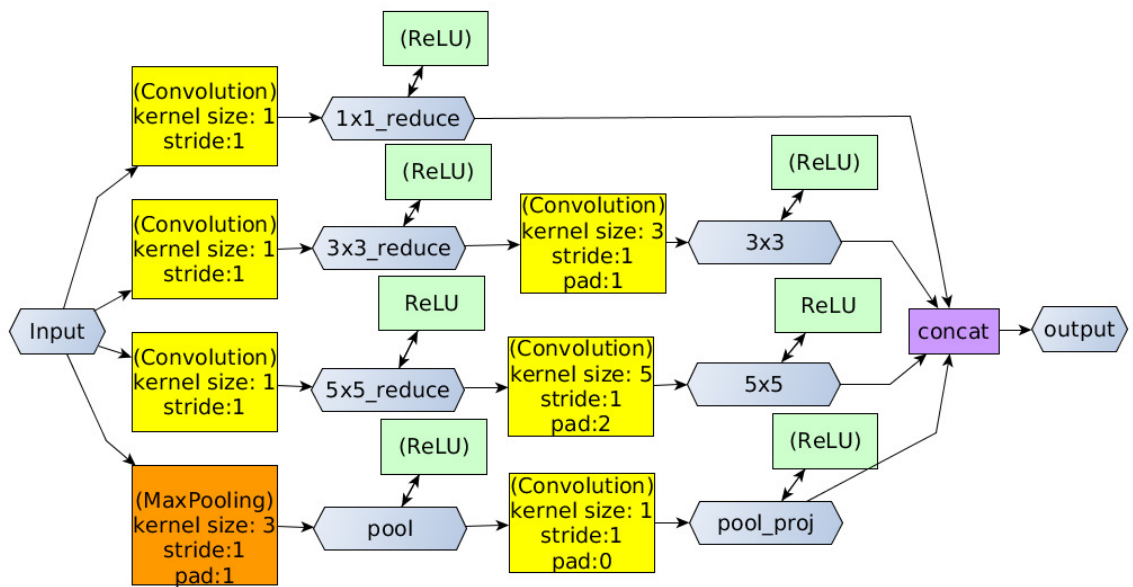 (ReLU)
(Convolution)
kernel size: 1
stride:1
1x1_reduce
(ReLU)
(ReLU)
(Convolution)
kernel size: 1
stride:1
3x3_reduce
(Convolution)
kernel size: 3
stride:1
pad:1
3x3
ReLU
ReLU
Input
concat
output
(Convolution)
kernel size: 1
stride:1
5x5_reduce
(Convolution)
kernel size: 5
stride:1
pad:2
5x5
(ReLU)
(ReLU)
(MaxPooling)
kernel size: 3
stride:1
pad:1
pool
(Convolution)
kernel size: 1
stride:1
pad:0
pool_proj